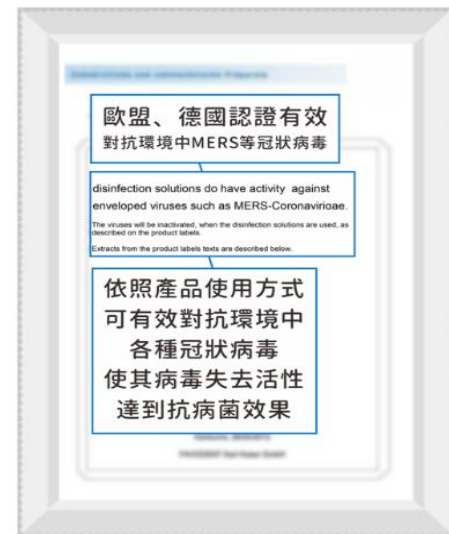 歐盟、德國認證有效
對抗環境中MERS等冠狀病毒
disinfection solutions do have activity against
enveloped viruses such as MERS-Coronaviridae.
The viruses will be inactivated, when the disinfection solutions are used, as
described on the product labels.
Extracts from the product labels texts are described below.
依照產品使用方式
可有效對抗環境中
各種冠狀病毒
使其病毒失去活性
達到抗病菌效果